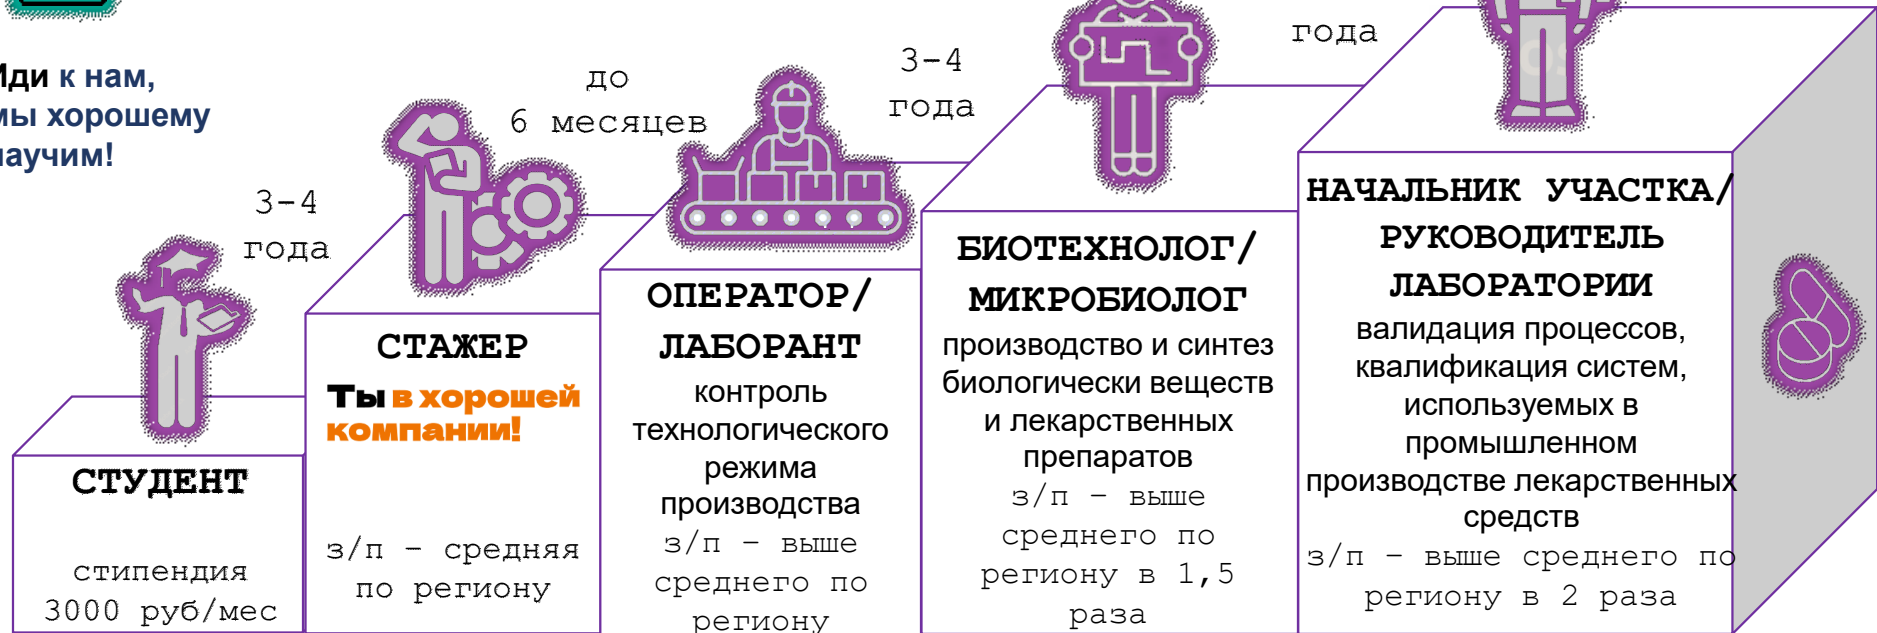 Иди к нам,
мы хорошему
научим!
3-4
года
до
6 месяцев
3-4
года
года
СТУДЕНТ
стипендия
3000 руб/мес
СТАЖЕР
Ты в хорошей
компании!
з/п – средняя
по региону
ОПЕРАТОР/
ЛАБОРАНТ
контроль
технологического
режима
производства
з/п – выше
среднего по
региону
БИОТЕХНОЛОГ/
МИКРОБИОЛОГ
производство и синтез
биологически веществ
и лекарственных
препаратов
з/п – выше
среднего по
региону в 1,5
раза
НАЧАЛЬНИК УЧАСТКА/
РУКОВОДИТЕЛЬ
ЛАБОРАТОРИИ
валидация процессов,
квалификация систем,
используемых в
промышленном
производстве лекарственных
средств
з/п – выше среднего по
региону в 2 раза